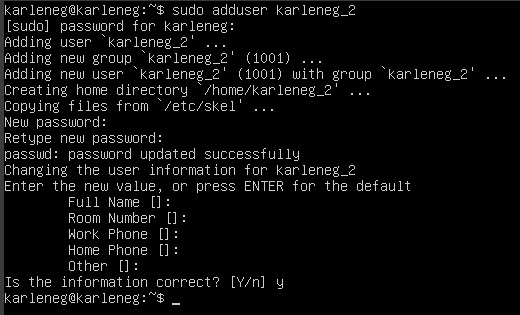 karleneg@karleneg:~$ sudo adduser karleneg_2
[sudo] password for karleneg:
Adding user `karleneg_2' ...
Adding new group `karleneg_2' (1001) ...
Adding new user `karleneg_2' (1001) with group `karleneg_2' ...
Creating home directory `/home/karleneg_2' ...
Copying files from `/etc/skel' ...
New password:
Retype new password:
passwd: password updated successfully
Changing the user information for karleneg_2
Enter the new value, or press ENTER for the default
Full Name []:
Room Number []:
Work Phone []:
Home Phone []:
Other []:
Is the information correct? [Y/n] y
karleneg@karleneg:~$ _